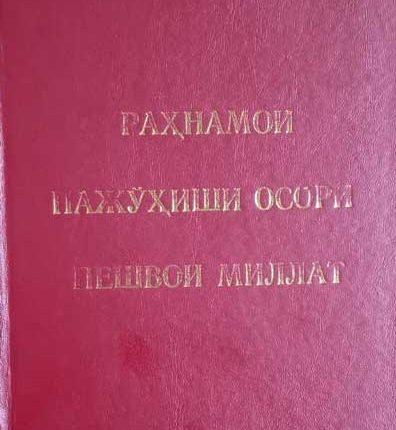 РАҲНАМОИ
ПАЖӮҲИШИ ОСОРИ
ПЕШВОИ МИЛЛАТ